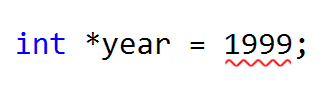 int *year = 1999;